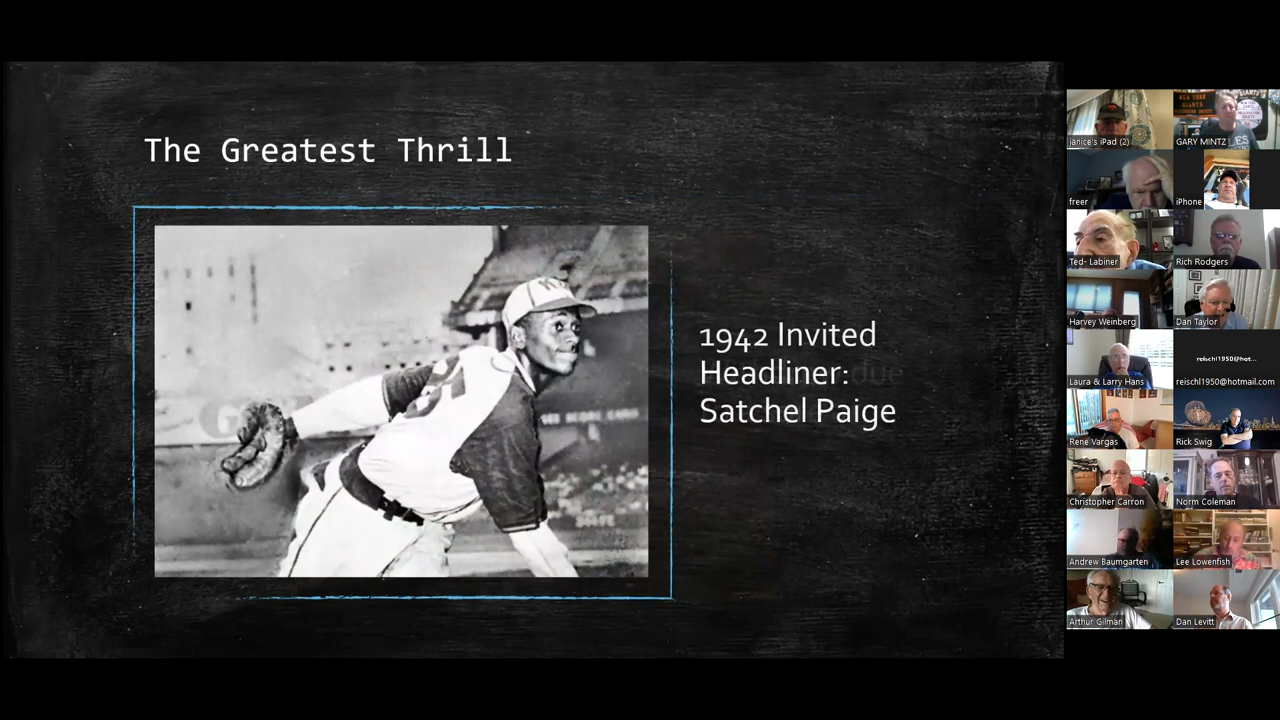 The Greatest Thrill
1942 Invited
Headliner:
Satchel Paige
janice's iPad (2)
GARY MINTZ
freer
iPhone
Ted- Labiner
Rich Rodgers
Harvey Weinberg
Dan Taylor
Laura & Larry Hans
reischl1950@hot...
reischl1950@hotmail.com
Rene Vargas
Rick Swig
Christopher Carron
Norm Coleman
Andrew Baumgarten
Lee Lowenfish
Arthur Gilman
Dan Levitt